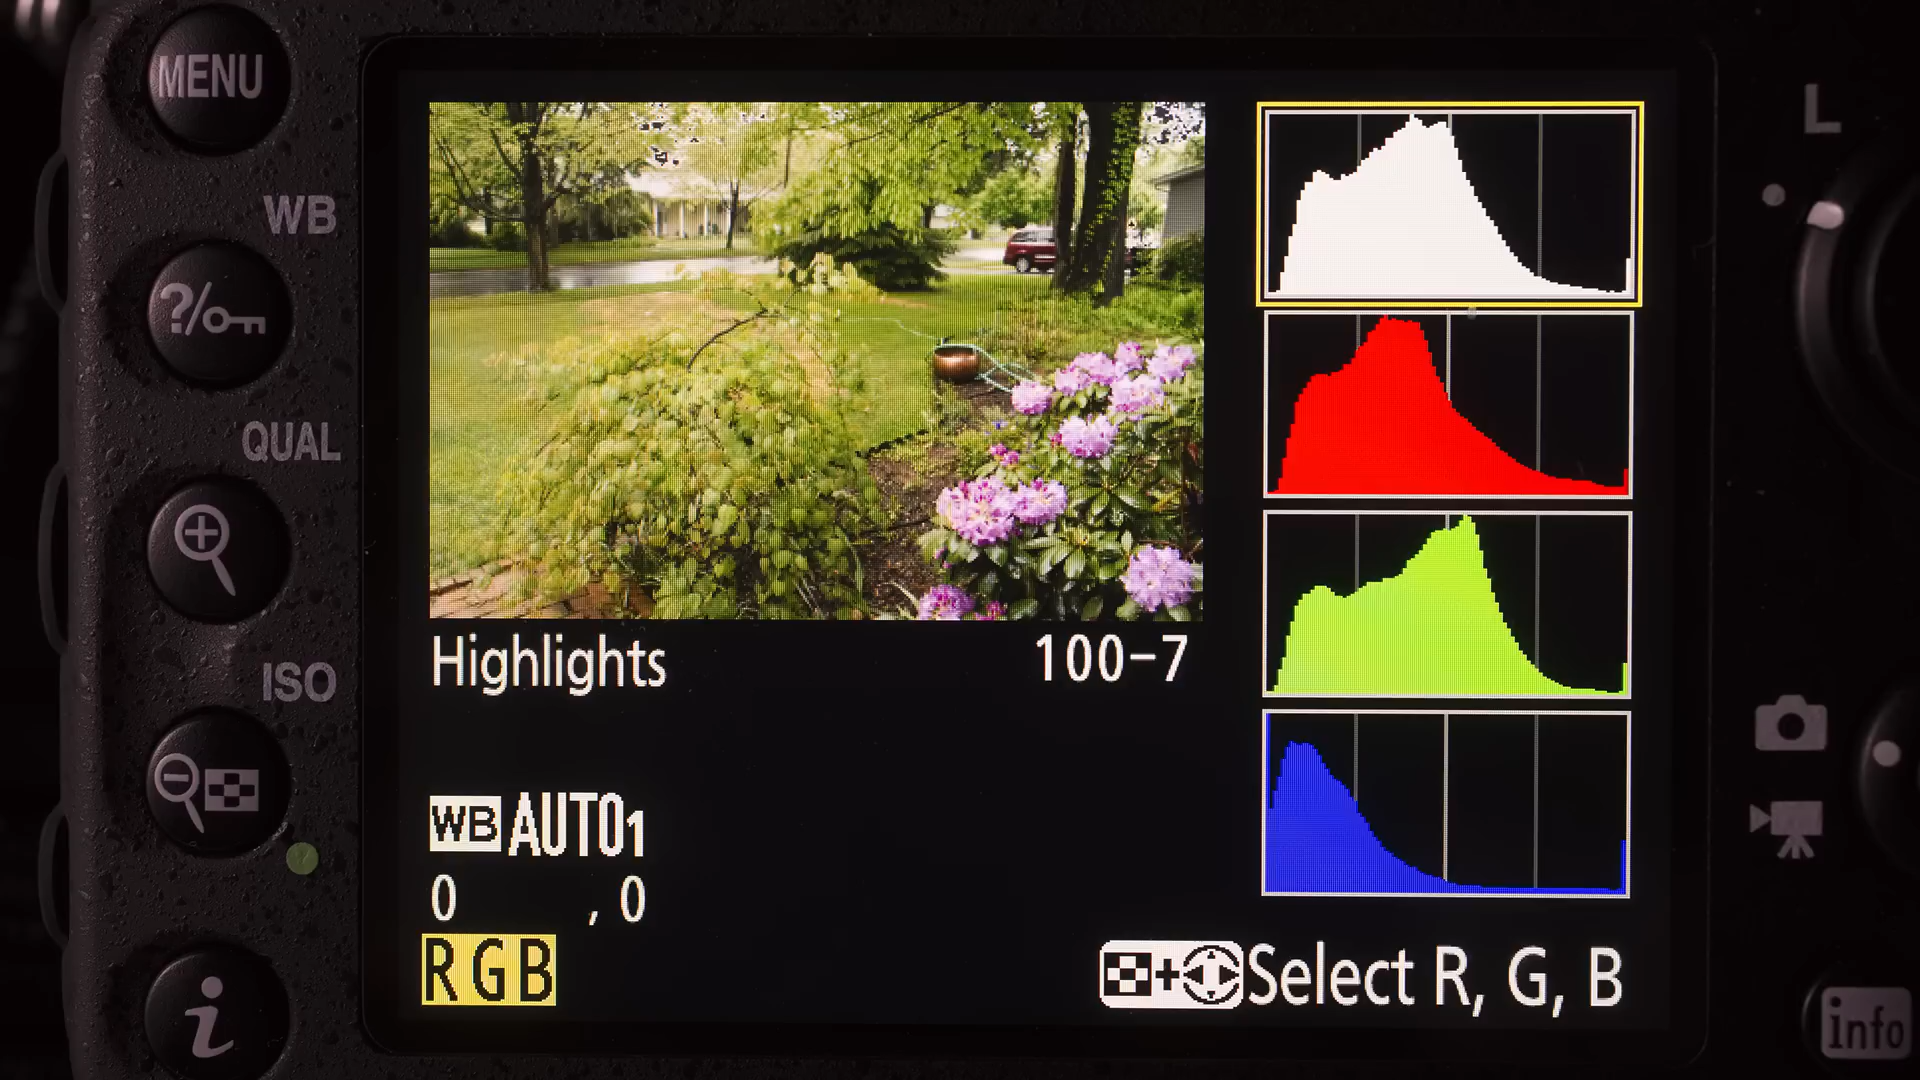 MENU
L
WB
?/
QUAL
Highlights 100-7
ISO
WB AUTO1
0 , 0
RGB
+ Select R, G, B
i
info